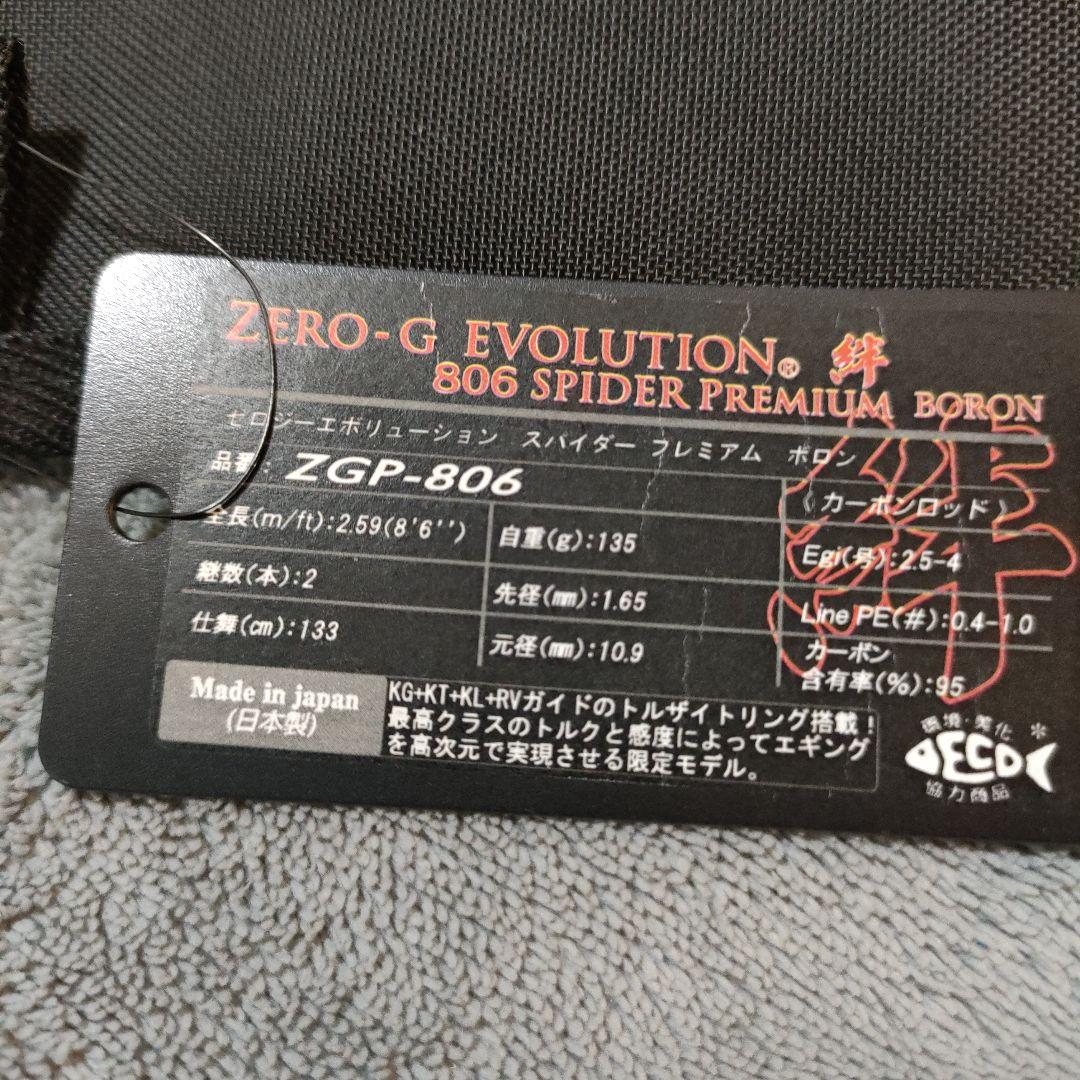 ZERO-G EVOLUTION® 絆
806 SPIDER PREMIUM BORON
ゼロジーエボリューション スパイダー プレミアム ボロン
品番: ZGP-806
《カーボンロッド》
全長(m/ft):2.59(8'6'')
自重(g):135
Egi(号):2.5-4
継数(本):2
先径(mm):1.65
Line PE(#):0.4-1.0
仕舞(cm):133
元径(mm):10.9
カーボン
含有率(%):95
絆
Made in japan
(日本製)
KG+KT+KL+RVガイドのトルザイトリング搭載!
最高クラスのトルクと感度によってエギング
を高次元で実現させる限定モデル。
環境・美化 *
ECO
協力商品